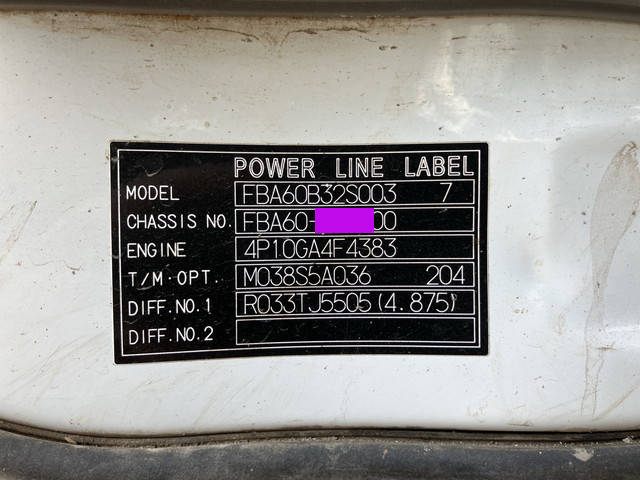 POWER LINE LABEL
MODEL FBA60B32S003 7
CHASSIS NO. FBA60- 00
ENGINE 4P10GA4F4383
T/M·OPT. M038S5A036 204
DIFF.NO.1 R033TJ5505(4.875)
DIFF.NO.2